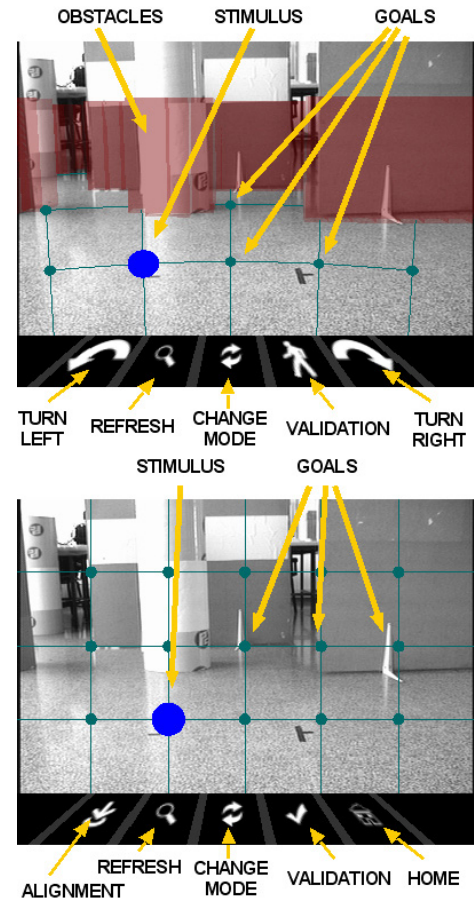 OBSTACLES STIMULUS GOALS
TURN LEFT REFRESH CHANGE MODE VALIDATION TURN RIGHT
STIMULUS GOALS
ALIGNMENT REFRESH CHANGE MODE VALIDATION HOME